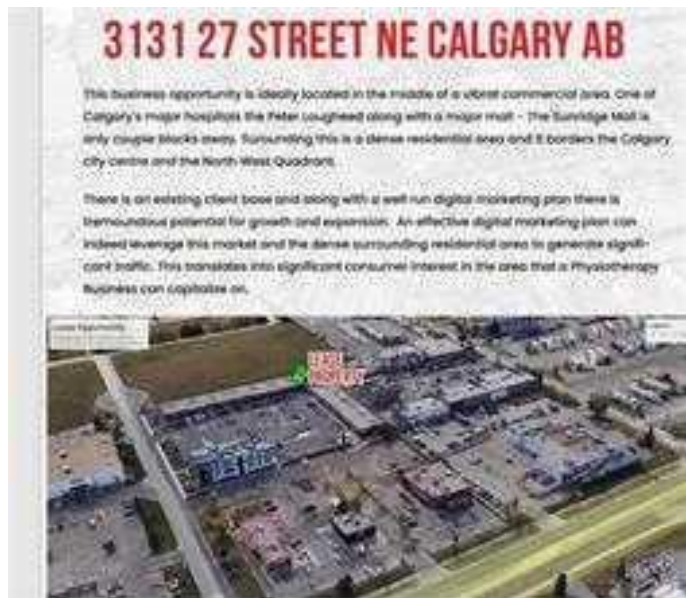 3131 27 STREET NE CALGARY AB
This business opportunity is ideally located in the middle of a vibrat commercial area. One of
Calgary's major hospitals the Peter Lougheed along with a major mall - The Sunridge Mall is
only couple blocks away. Surounding this is a dense residential area and it borders the Calgary
city centre and the North West Quadrant.
There is an existing client base and along with a well run digital marketing plan there is
tremoundous potential for growth and expansion. An effective digital marketing plan can
indeed leverage this market and the dense surrounding residential area to generate signifi-
cant traffic. This translates into significant consumer interest in the area that a Physiotherapy
Business can capitalize on.